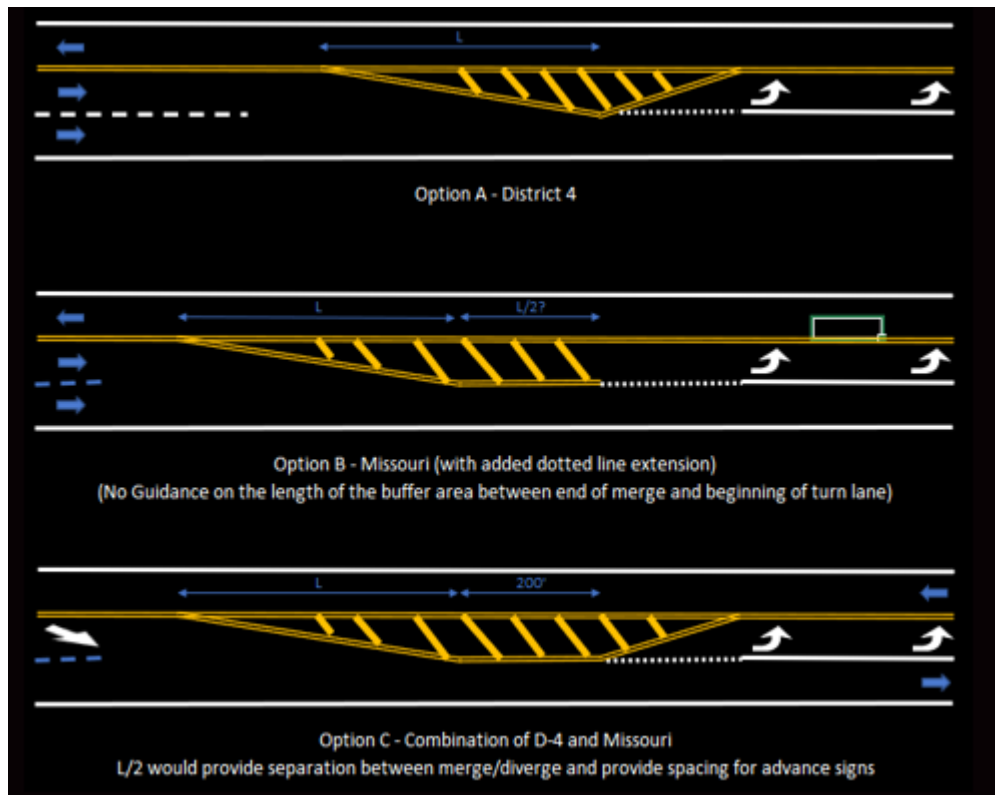 L
Option A - District 4
L
L/2?
Option B - Missouri (with added dotted line extension)
(No Guidance on the length of the buffer area between end of merge and beginning of turn lane)
L
200'
Option C - Combination of D-4 and Missouri
L/2 would provide separation between merge/diverge and provide spacing for advance signs